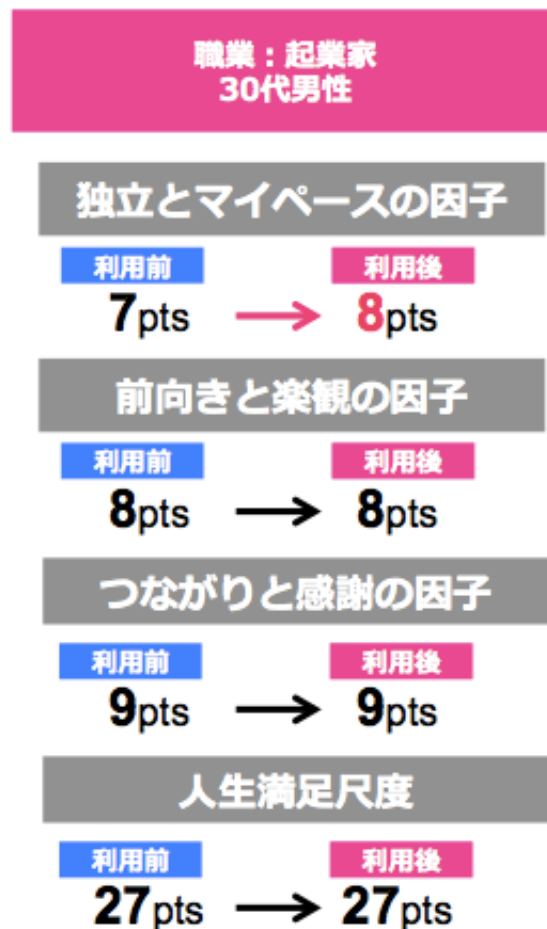 職業：起業家
30代男性
独立とマイペースの因子
利用前 利用後
7pts → 8pts
前向きと楽観の因子
利用前 利用後
8pts → 8pts
つながりと感謝の因子
利用前 利用後
9pts → 9pts
人生満足尺度
利用前 利用後
27pts → 27pts